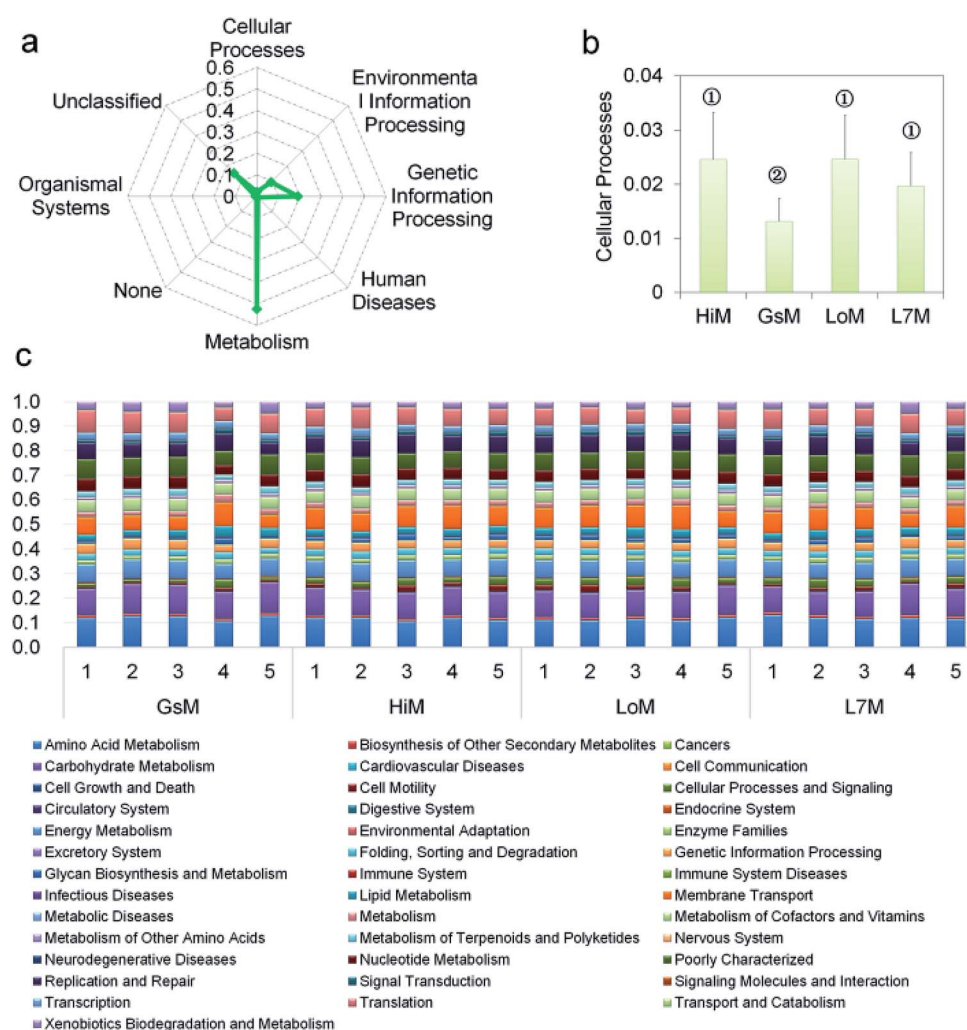 a
Cellular
Processes
0.6
0.5
0.4
0.3
0.2
0.1
0
Environmenta
l Information
Processing
Genetic
Information
Processing
Human
Diseases
Metabolism
None
Organismal
Systems
Unclassified
b
Cellular Processes
0.04
0.03
0.02
0.01
0
① ② ① ①
HiM GsM LoM L7M
c
1.0
0.9
0.8
0.7
0.6
0.5
0.4
0.3
0.2
0.1
0.0
1 2 3 4 5 1 2 3 4 5 1 2 3 4 5 1 2 3 4 5
GsM HiM LoM L7M
Amino Acid Metabolism Biosynthesis of Other Secondary Metabolites Cancers
Carbohydrate Metabolism Cardiovascular Diseases Cell Communication
Cell Growth and Death Cell Motility Cellular Processes and Signaling
Circulatory System Digestive System Endocrine System
Energy Metabolism Environmental Adaptation Enzyme Families
Excretory System Folding, Sorting and Degradation Genetic Information Processing
Glycan Biosynthesis and Metabolism Immune System Immune System Diseases
Infectious Diseases Lipid Metabolism Membrane Transport
Metabolic Diseases Metabolism Metabolism of Cofactors and Vitamins
Metabolism of Other Amino Acids Metabolism of Terpenoids and Polyketides Nervous System
Neurodegenerative Diseases Nucleotide Metabolism Poorly Characterized
Replication and Repair Signal Transduction Signaling Molecules and Interaction
Transcription Translation Transport and Catabolism
Xenobiotics Biodegradation and Metabolism